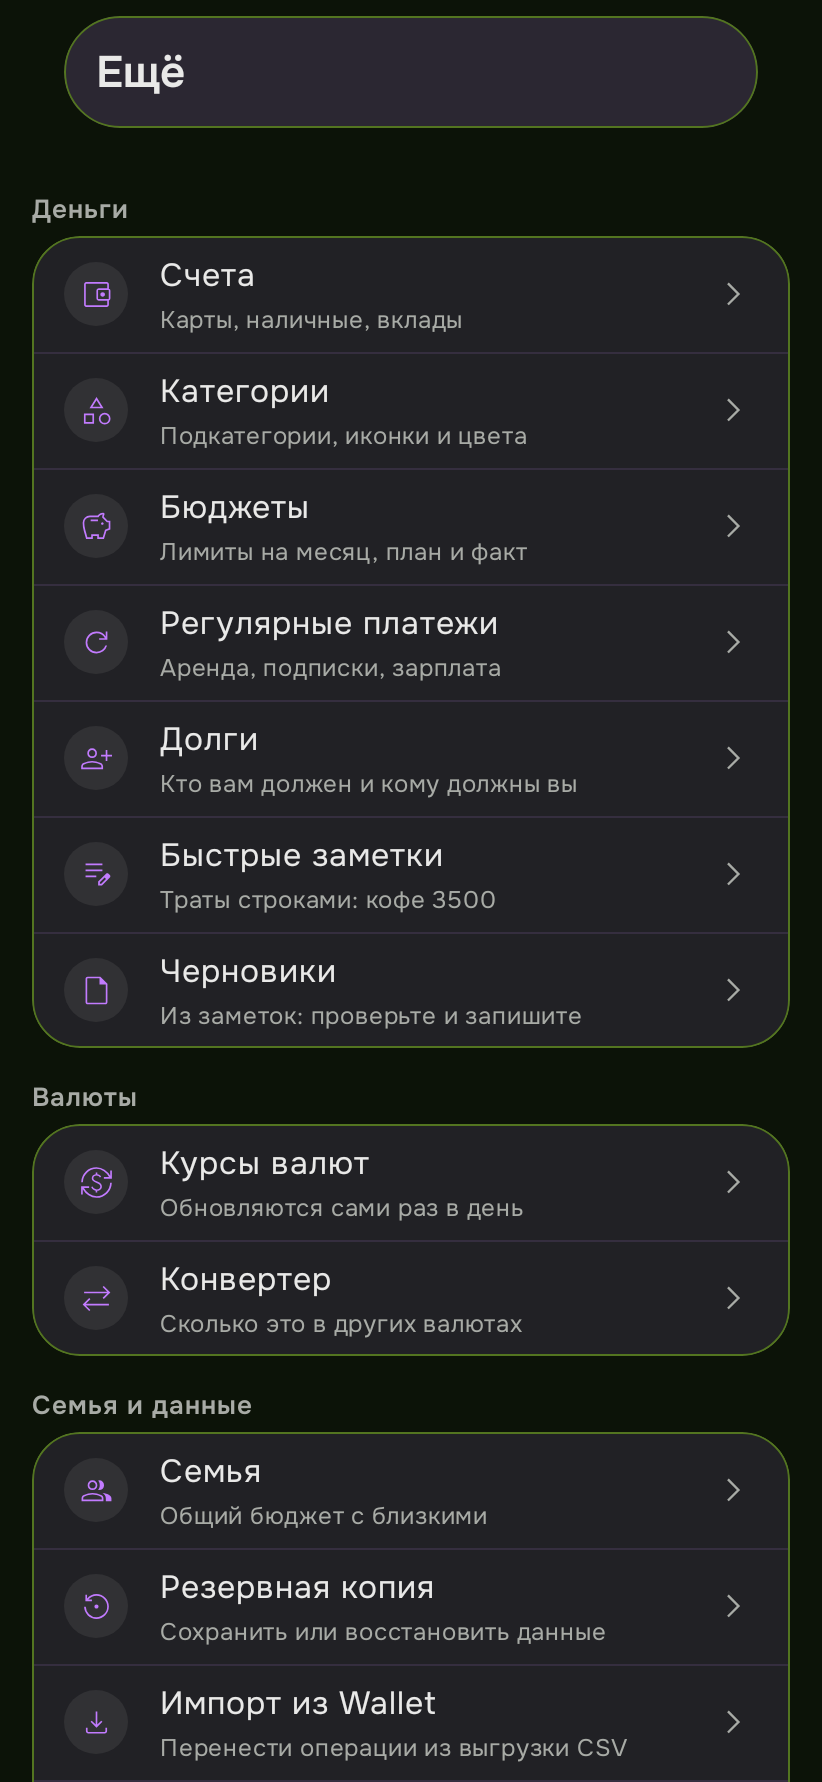 Ещё
Деньги
Счета
Карты, наличные, вклады
Категории
Подкатегории, иконки и цвета
Бюджеты
Лимиты на месяц, план и факт
Регулярные платежи
Аренда, подписки, зарплата
Долги
Кто вам должен и кому должны вы
Быстрые заметки
Траты строками: кофе 3500
Черновики
Из заметок: проверьте и запишите
Валюты
Курсы валют
Обновляются сами раз в день
Конвертер
Сколько это в других валютах
Семья и данные
Семья
Общий бюджет с близкими
Резервная копия
Сохранить или восстановить данные
Импорт из Wallet
Перенести операции из выгрузки CSV